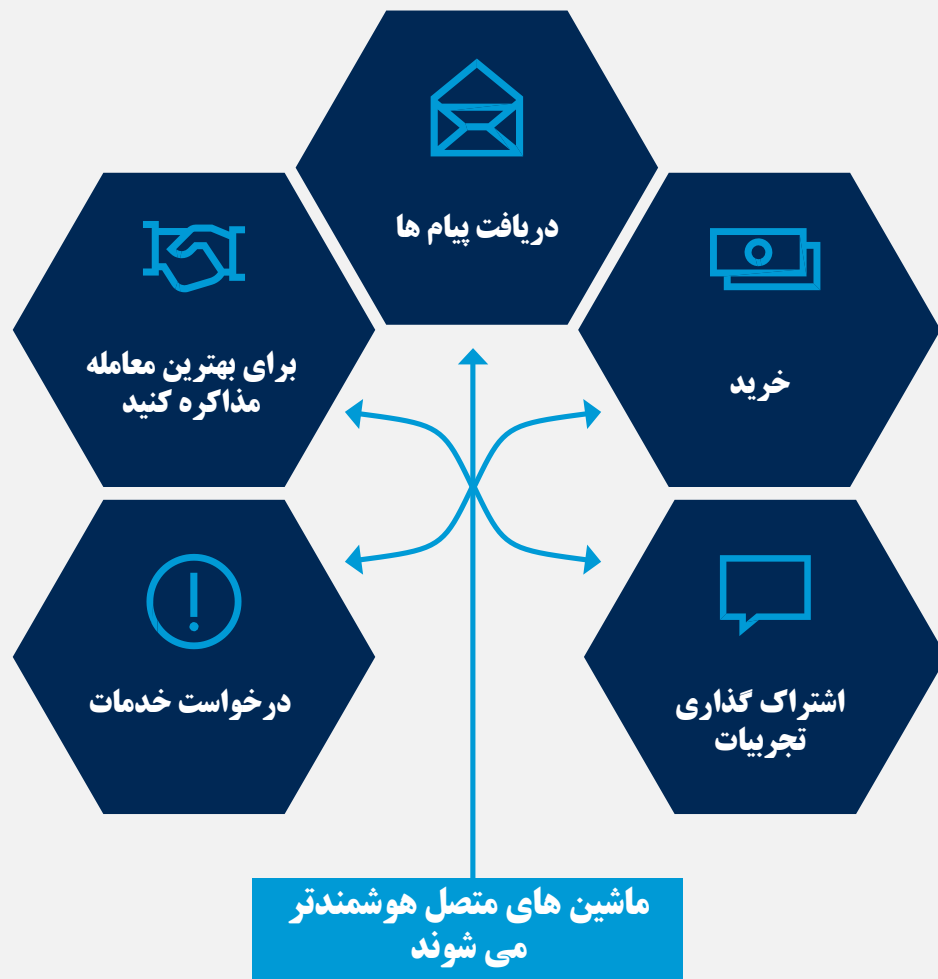 دریافت پیام ها
خرید
برای بهترین معامله
مذاکره کنید
اشتراک گذاری
تجربیات
درخواست خدمات
ماشین های متصل هوشمندتر
می شوند